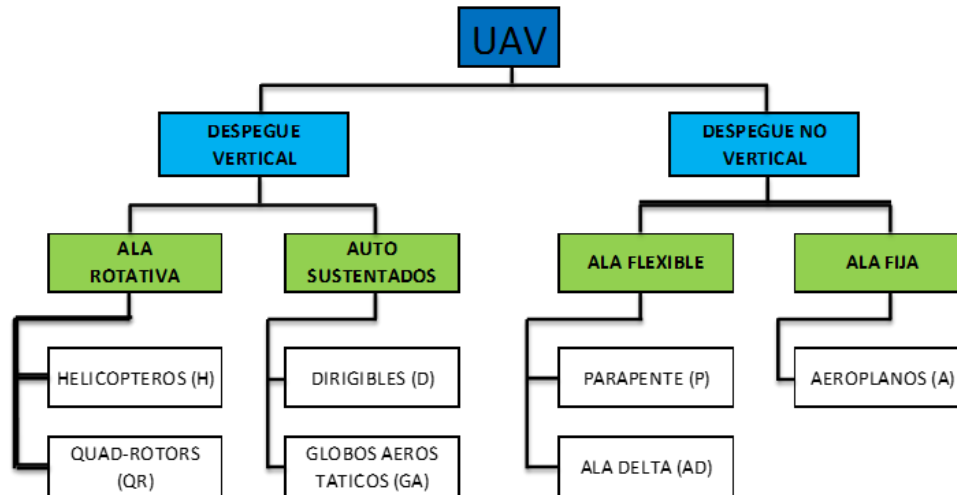 UAV
DESPEGUE
VERTICAL
DESPEGUE NO
VERTICAL
ALA
ROTATIVA
AUTO
SUSTENTADOS
ALA FLEXIBLE
ALA FIJA
HELICOPTEROS (H)
DIRIGIBLES (D)
PARAPENTE (P)
AEROPLANOS (A)
QUAD-ROTORS
(QR)
GLOBOS AEROS
TATICOS (GA)
ALA DELTA (AD)